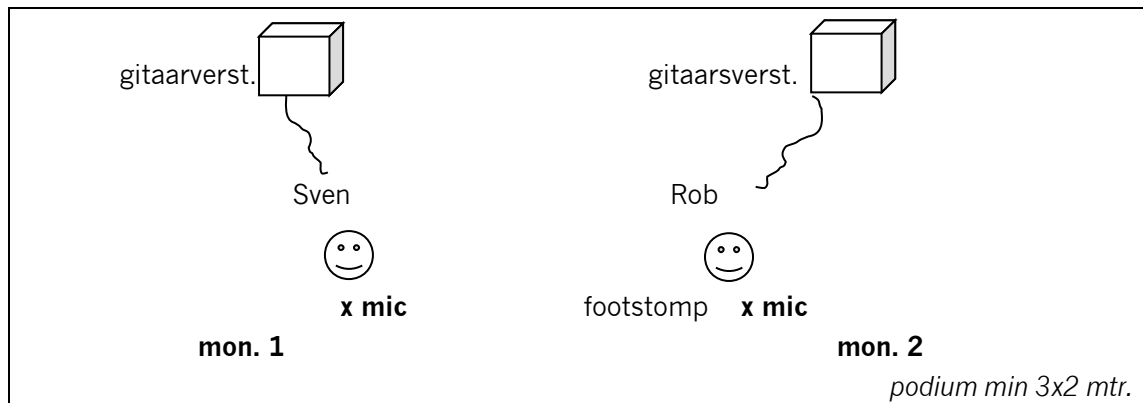 gitaarverst.
gitaarsverst.
Sven
Rob
x mic
footstomp x mic
mon. 1
mon. 2
podium min 3x2 mtr.